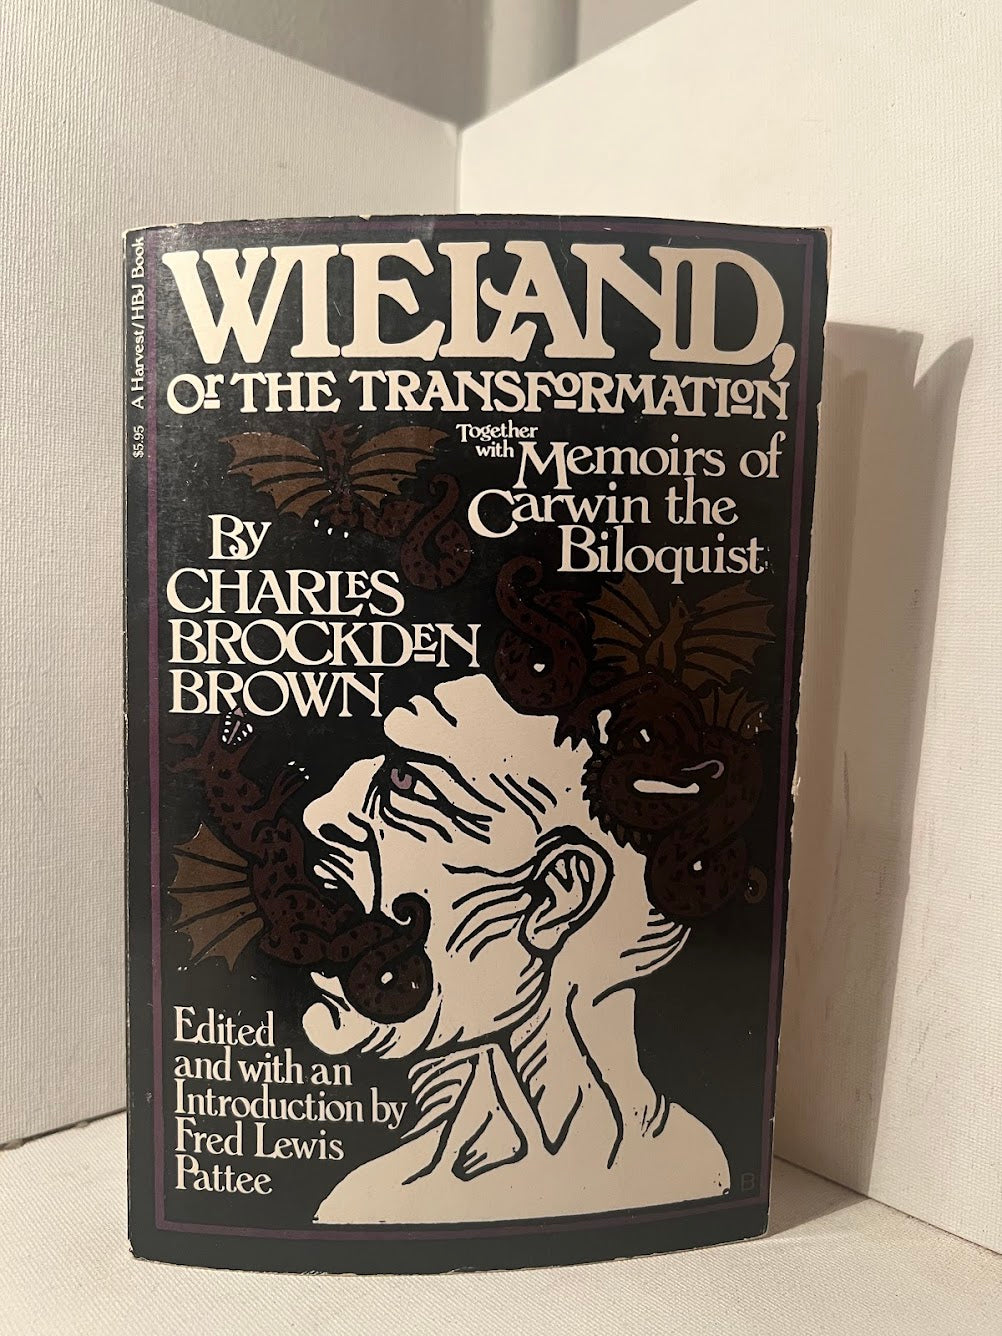 A Harvest/HBJ Book
$5.95
WIELAND,
Or THE TRANSFORMATION
Together
with Memoirs of
Carwin the
Biloquist
By
CHARLES
BROCKDEN
BROWN
Edited
and with an
Introduction by
Fred Lewis
Pattee
B